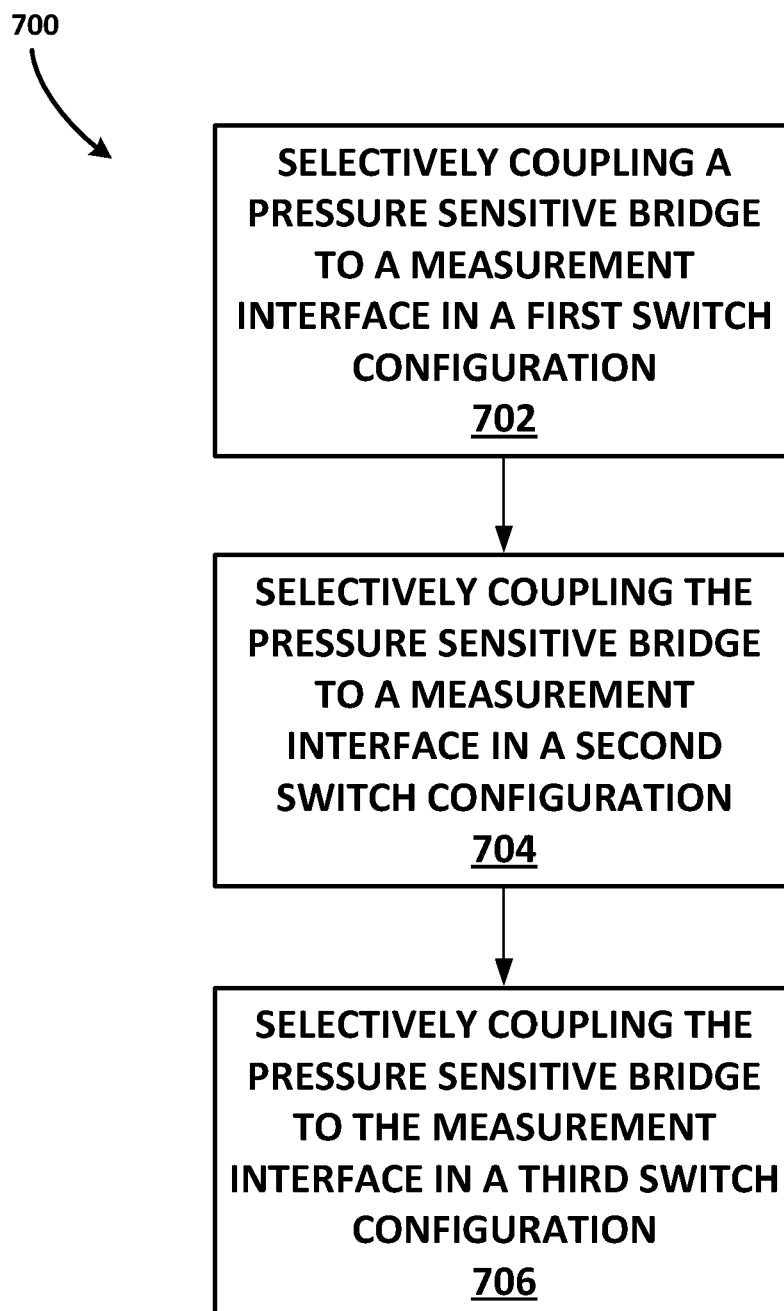 700
SELECTIVELY COUPLING A
PRESSURE SENSITIVE BRIDGE
TO A MEASUREMENT
INTERFACE IN A FIRST SWITCH
CONFIGURATION
702
SELECTIVELY COUPLING THE
PRESSURE SENSITIVE BRIDGE
TO A MEASUREMENT
INTERFACE IN A SECOND
SWITCH CONFIGURATION
704
SELECTIVELY COUPLING THE
PRESSURE SENSITIVE BRIDGE
TO THE MEASUREMENT
INTERFACE IN A THIRD SWITCH
CONFIGURATION
706